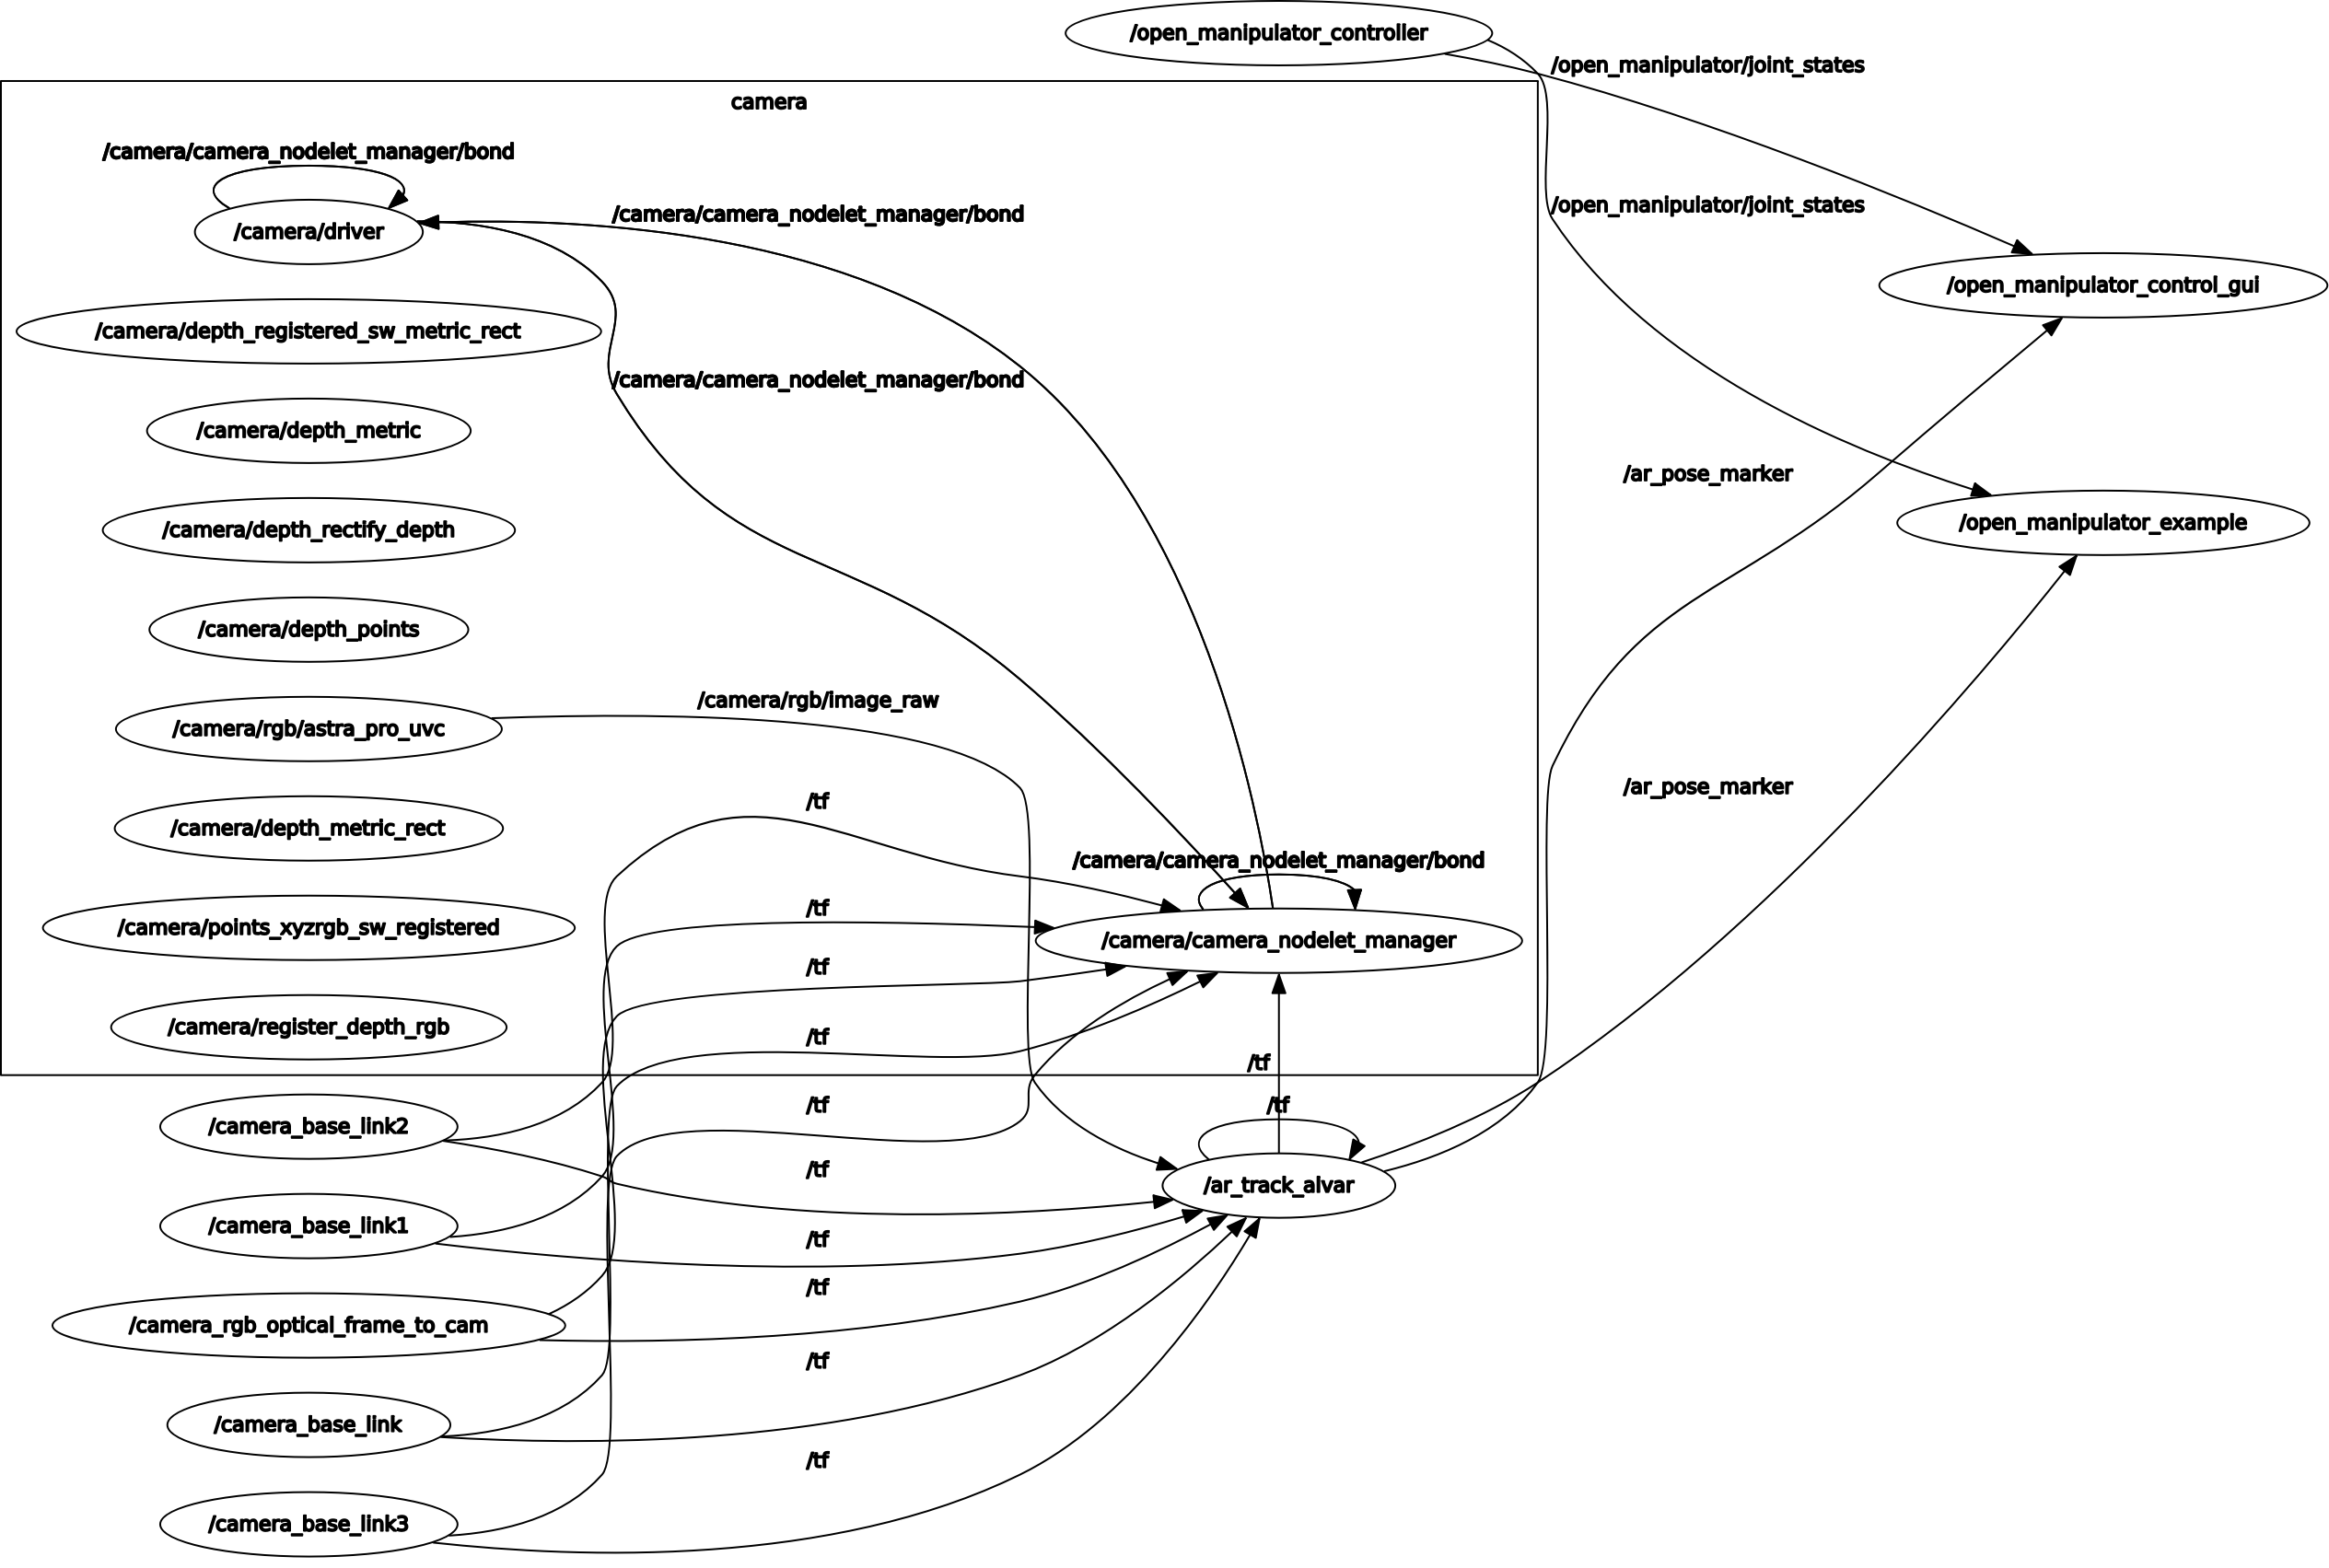 /open_manipulator_controller
/open_manipulator/joint_states
camera
/camera/camera_nodelet_manager/bond
/open_manipulator/joint_states
/camera/camera_nodelet_manager/bond
/camera/driver
/open_manipulator_control_gui
/camera/depth_registered_sw_metric_rect
/camera/camera_nodelet_manager/bond
/camera/depth_metric
/ar_pose_marker
/open_manipulator_example
/camera/depth_rectify_depth
/camera/depth_points
/camera/rgb/image_raw
/camera/rgb/astra_pro_uvc
/ar_pose_marker
/tf
/camera/depth_metric_rect
/camera/camera_nodelet_manager/bond
/tf
/camera/points_xyzrgb_sw_registered
/camera/camera_nodelet_manager
/tf
/camera/register_depth_rgb
/tf
/tf
/tf
/tf
/camera_base_link2
/tf
/ar_track_alvar
/camera_base_link1
/tf
/tf
/camera_rgb_optical_frame_to_cam
/tf
/camera_base_link
/tf
/camera_base_link3